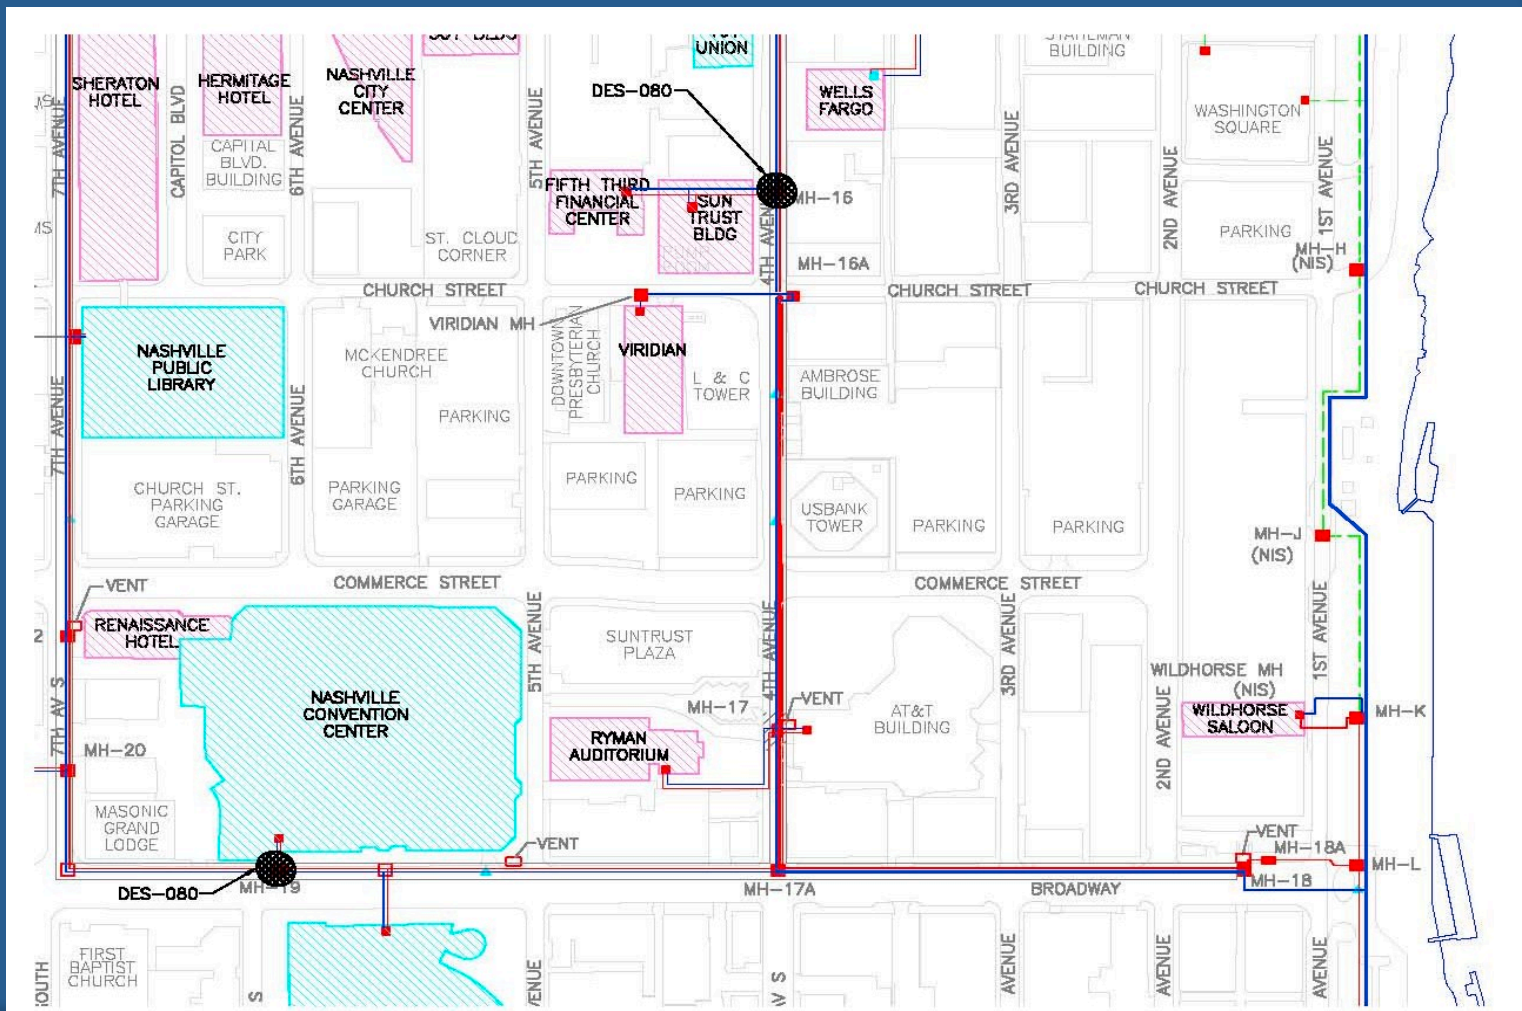 UNION
STATEMAN
BUILDING
SHERATON
HOTEL
HERMITAGE
HOTEL
NASHVILLE
CITY
CENTER
DES-080
WELLS
FARGO
WASHINGTON
SQUARE
7TH AVENUE
CAPITOL BLVD
6TH AVENUE
5TH AVENUE
3RD AVENUE
2ND AVENUE
1ST AVENUE
CAPITAL
BLVD.
BUILDING
FIFTH THIRD
FINANCIAL
CENTER
SUN
TRUST
BLDG
MH-16
4TH AVENUE
CITY
PARK
ST. CLOUD
CORNER
PARKING
MH-H
(NIS)
MH-16A
CHURCH STREET
CHURCH STREET
CHURCH STREET
VIRIDIAN MH
NASHVILLE
PUBLIC
LIBRARY
MCKENDREE
CHURCH
DOWNTOWN
PRESBYTERIAN
CHURCH
VIRIDIAN
L & C
TOWER
AMBROSE
BUILDING
7TH AVENUE
6TH AVENUE
PARKING
CHURCH ST.
PARKING
GARAGE
PARKING
GARAGE
PARKING
PARKING
USBANK
TOWER
PARKING
PARKING
MH-J
(NIS)
COMMERCE STREET
COMMERCE STREET
VENT
2
RENAISSANCE
HOTEL
5TH AVENUE
SUNTRUST
PLAZA
4TH AVENUE
3RD AVENUE
1ST AVENUE
WILDHORSE MH
(NIS)
NASHVILLE
CONVENTION
CENTER
7TH AV S
MH-17
VENT
AT&T
BUILDING
2ND AVENUE
WILDHORSE
SALOON
MH-K
MH-20
RYMAN
AUDITORIUM
MASONIC
GRAND
LODGE
VENT
VENT
MH-18A
MH-L
DES-080
MH-19
MH-17A
BROADWAY
MH-18
FIRST
BAPTIST
CHURCH
S
AV S
AVENUE
AVENUE
AVENUE